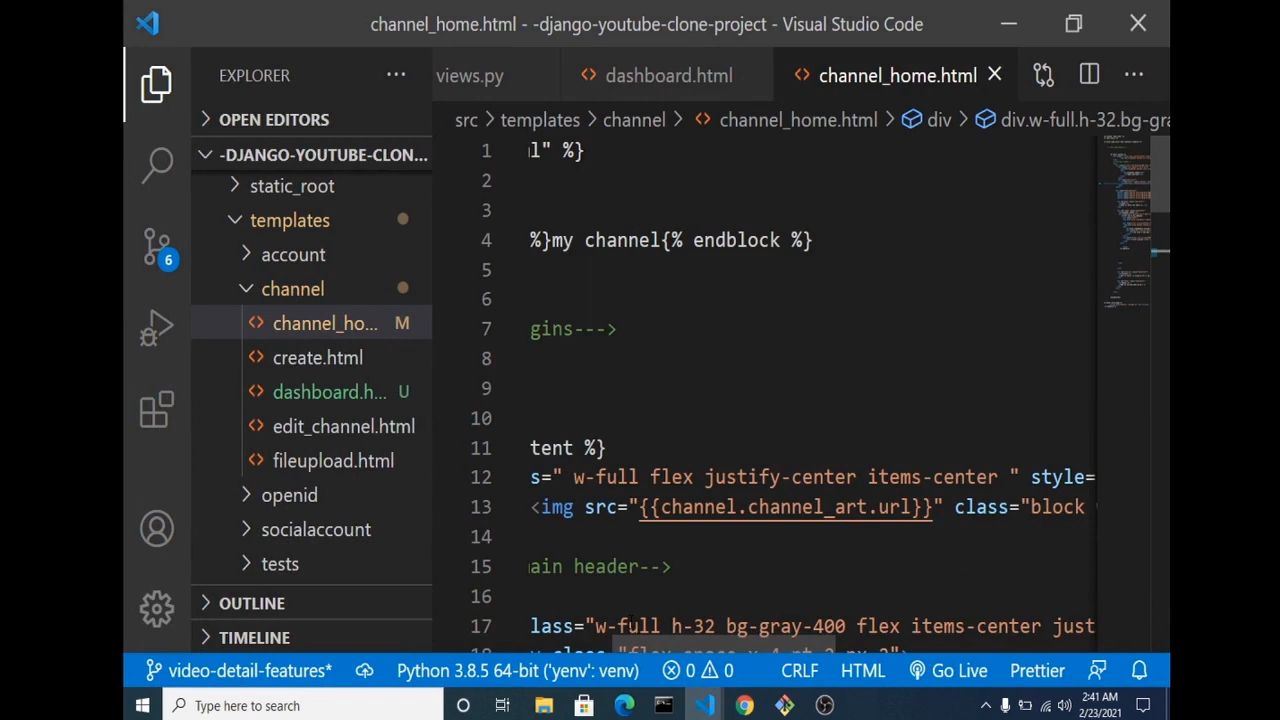 channel_home.html - -django-youtube-clone-project - Visual Studio Code
EXPLORER
views.py
dashboard.html
channel_home.html
OPEN EDITORS
src > templates > channel > channel_home.html > div > div.w-full.h-32.bg-gra
-DJANGO-YOUTUBE-CLON...
static_root
templates
account
channel
channel_ho... M
create.html
dashboard.h... U
edit_channel.html
fileupload.html
openid
socialaccount
tests
OUTLINE
TIMELINE
6
1 l" %}
2
3
4 %}my channel{% endblock %}
5
6
7 gins--->
8
9
10
11 tent %}
12 s=" w-full flex justify-center items-center " style=
13 <img src="{{channel.channel_art.url}}" class="block
14
15 ain header-->
16
17 lass="w-full h-32 bg-gray-400 flex items-center just
video-detail-features*
Python 3.8.5 64-bit ('yenv': venv)
0 0
CRLF
HTML
Go Live
Prettier
Type here to search
2:41 AM
2/23/2021